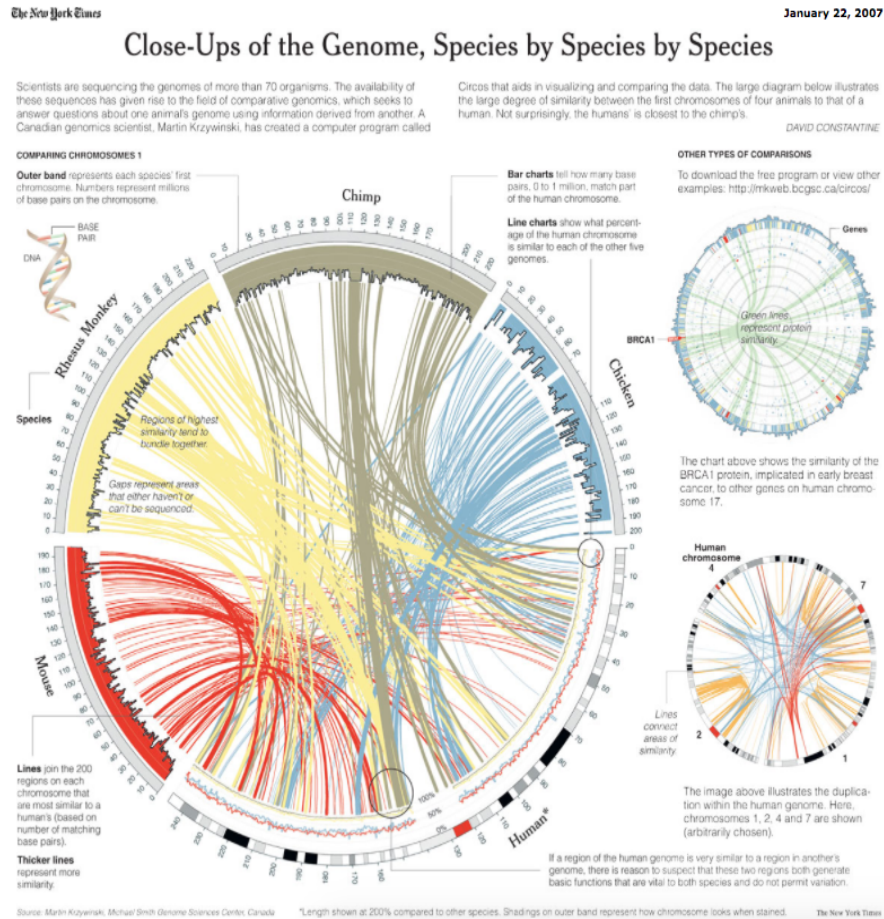 The New York Times
January 22, 2007
Close-Ups of the Genome, Species by Species by Species
Scientists are sequencing the genomes of more than 70 organisms. The availability of
these sequences has given rise to the field of comparative genomics, which seeks to
answer questions about one animal's genome using information derived from another. A
Canadian genomics scientist, Martin Krzywinski, has created a computer program called
Circos that aids in visualizing and comparing the data. The large diagram below illustrates
the large degree of similarity between the first chromosomes of four animals to that of a
human. Not surprisingly, the humans' is closest to the chimp's.
DAVID CONSTANTINE
COMPARING CHROMOSOMES 1
Outer band represents each species' first
chromosome. Numbers represent millions
of base pairs on the chromosome.
BASE
PAIR
DNA
Chimp
Bar charts tell how many base
pairs, 0 to 1 million, match part
of the human chromosome.
Line charts show what percent-
age of the human chromosome
is similar to each of the other five
genomes.
Rhesus Monkey
Chicken
Species
Regions of highest
similarity tend to
bundle together.
Gaps represent areas
that either haven't or
can't be sequenced.
Mouse
Human*
100%
50%
0%
Lines join the 200
regions on each
chromosome that
are most similar to a
human's (based on
number of matching
base pairs).
Thicker lines
represent more
similarity.
If a region of the human genome is very similar to a region in another's
genome, there is reason to suspect that these two regions both generate
basic functions that are vital to both species and do not permit variation.
OTHER TYPES OF COMPARISONS
To download the free program or view other
examples: http://mkweb.bcgsc.ca/circos/
Genes
Green lines
represent protein
similarity.
BRCA1
The chart above shows the similarity of the
BRCA1 protein, implicated in early breast
cancer, to other genes on human chromo-
some 17.
Human
chromosome
4
7
2
1
Lines
connect
areas of
similarity.
The image above illustrates the duplica-
tion within the human genome. Here,
chromosomes 1, 2, 4 and 7 are shown
(arbitrarily chosen).
Source: Martin Krzywinski, Michael Smith Genome Sciences Center, Canada
*Length shown at 200% compared to other species. Shadings on outer band represent how chromosome looks when stained.
The New York Times